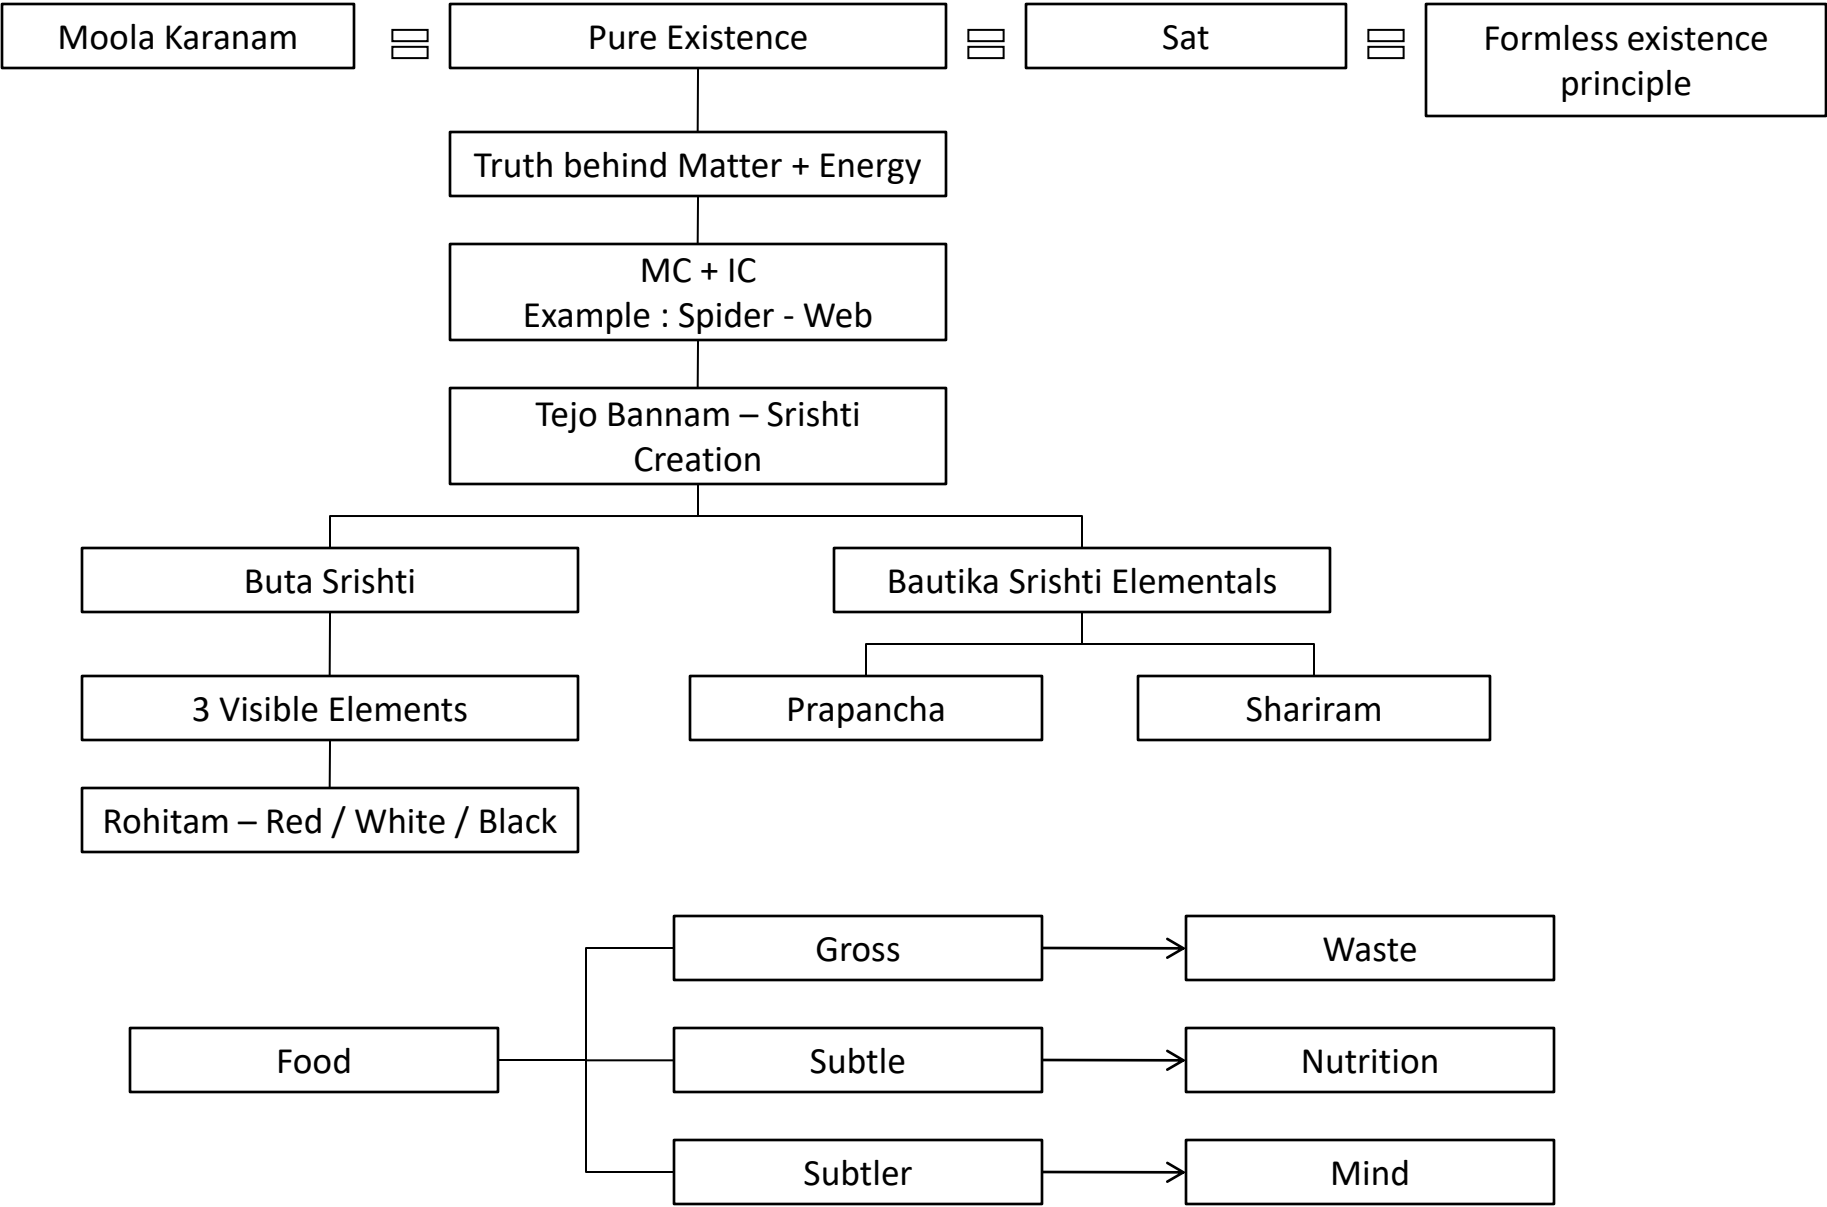 Moola Karanam
Pure Existence
Sat
Formless existence
principle
Truth behind Matter + Energy
MC + IC
Example : Spider - Web
Tejo Bannam – Srishti
Creation
Buta Srishti
Bautika Srishti Elementals
3 Visible Elements
Prapancha
Shariram
Rohitam – Red / White / Black
Gross
Waste
Food
Subtle
Nutrition
Subtler
Mind